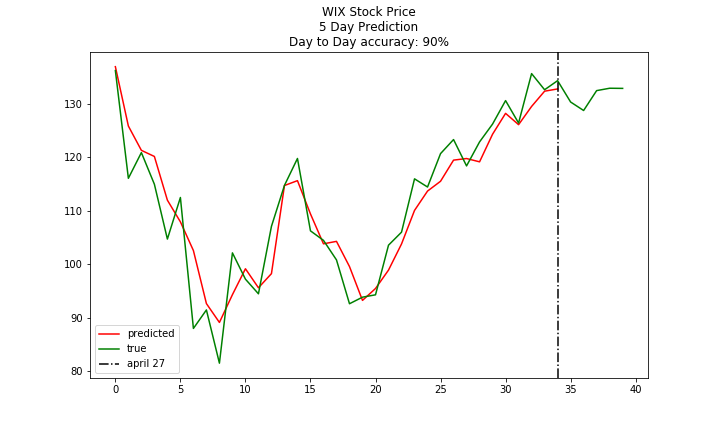 WIX Stock Price
5 Day Prediction
Day to Day accuracy: 90%
130
120
110
100
90
80
predicted
true
april 27
0 5 10 15 20 25 30 35 40